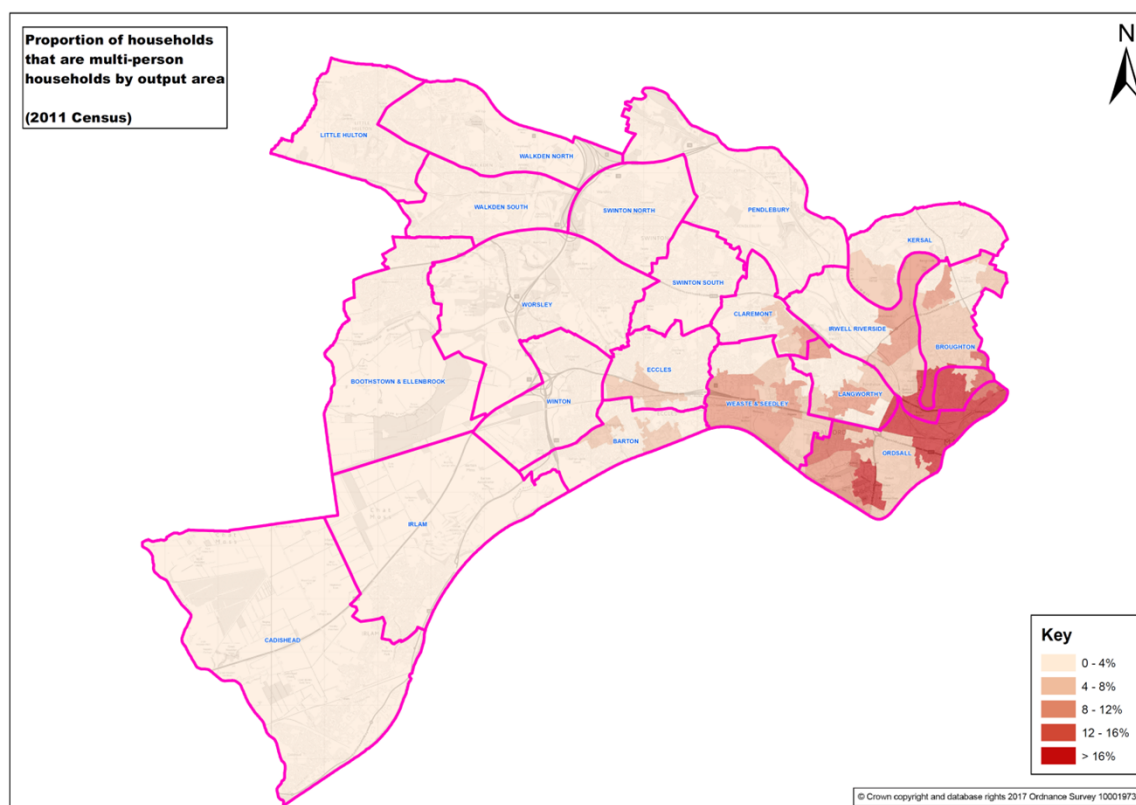 Proportion of households
that are multi-person
households by output area
(2011 Census)
N
LITTLE HULTON
WALKDEN NORTH
WALKDEN SOUTH
SWINTON NORTH
PENDLEBURY
KERSAL
SWINTON SOUTH
WORSLEY
CLAREMONT
IRWELL RIVERSIDE
BROUGHTON
BOOTHSTOWN & ELLENBROOK
ECCLES
LANGWORTHY
WINTON
WEASTE & SEEDLEY
BARTON
ORDSALL
IRLAM
CADISHEAD
Key
0 - 4%
4 - 8%
8 - 12%
12 - 16%
> 16%
© Crown copyright and database rights 2017 Ordnance Survey 10001973